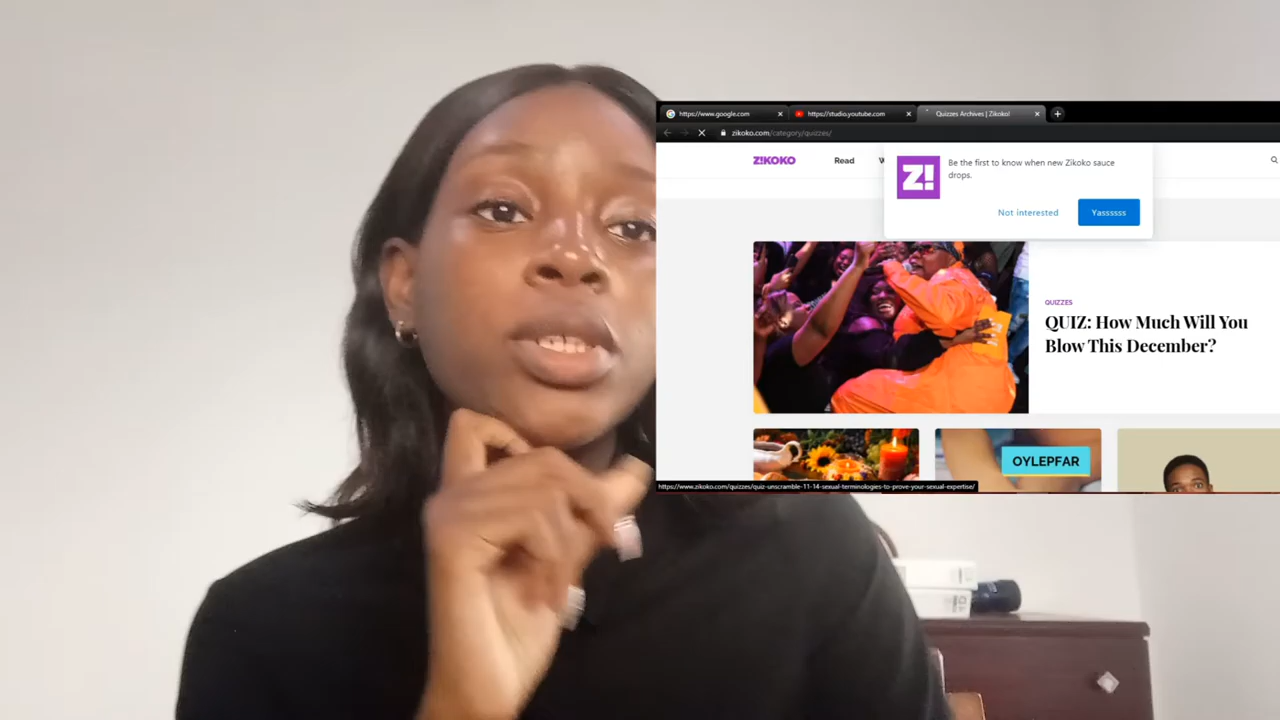 https://www.google.com
https://studio.youtube.com
Quizzes Archives | Zikoko!
zikoko.com/category/quizzes/
Z!KOKO
Read
W
Be the first to know when new Zikoko sauce
drops.
Z!
Not interested
Yassssss
QUIZZES
QUIZ: How Much Will You
Blow This December?
OYLEPFAR
https://www.zikoko.com/quizzes/quiz-unscramble-11-14-sexual-terminologies-to-prove-your-sexual-expertise/